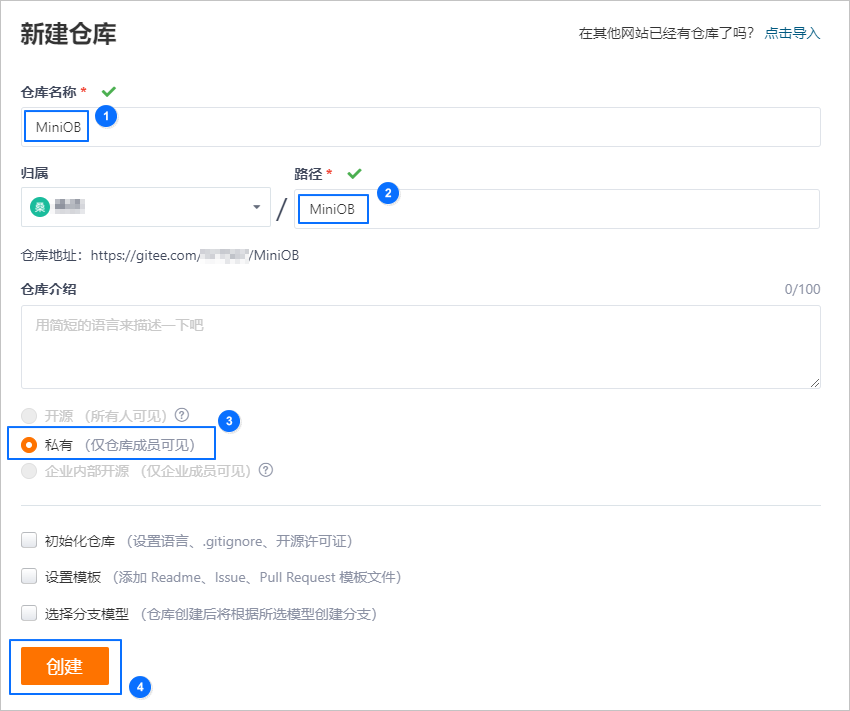 新建仓库
在其他网站已经有仓库了吗? 点击导入
仓库名称 *
MiniOB
1
归属
路径 *
桑
/
MiniOB
2
仓库地址：https://gitee.com/ /MiniOB
仓库介绍
0/100
用简短的语言来描述一下吧
开源 （所有人可见） ?
3
私有 （仅仓库成员可见）
企业内部开源 （仅企业成员可见） ?
初始化仓库 （设置语言、.gitignore、开源许可证）
设置模板 （添加 Readme、Issue、Pull Request 模板文件）
选择分支模型 （仓库创建后将根据所选模型创建分支）
创建
4